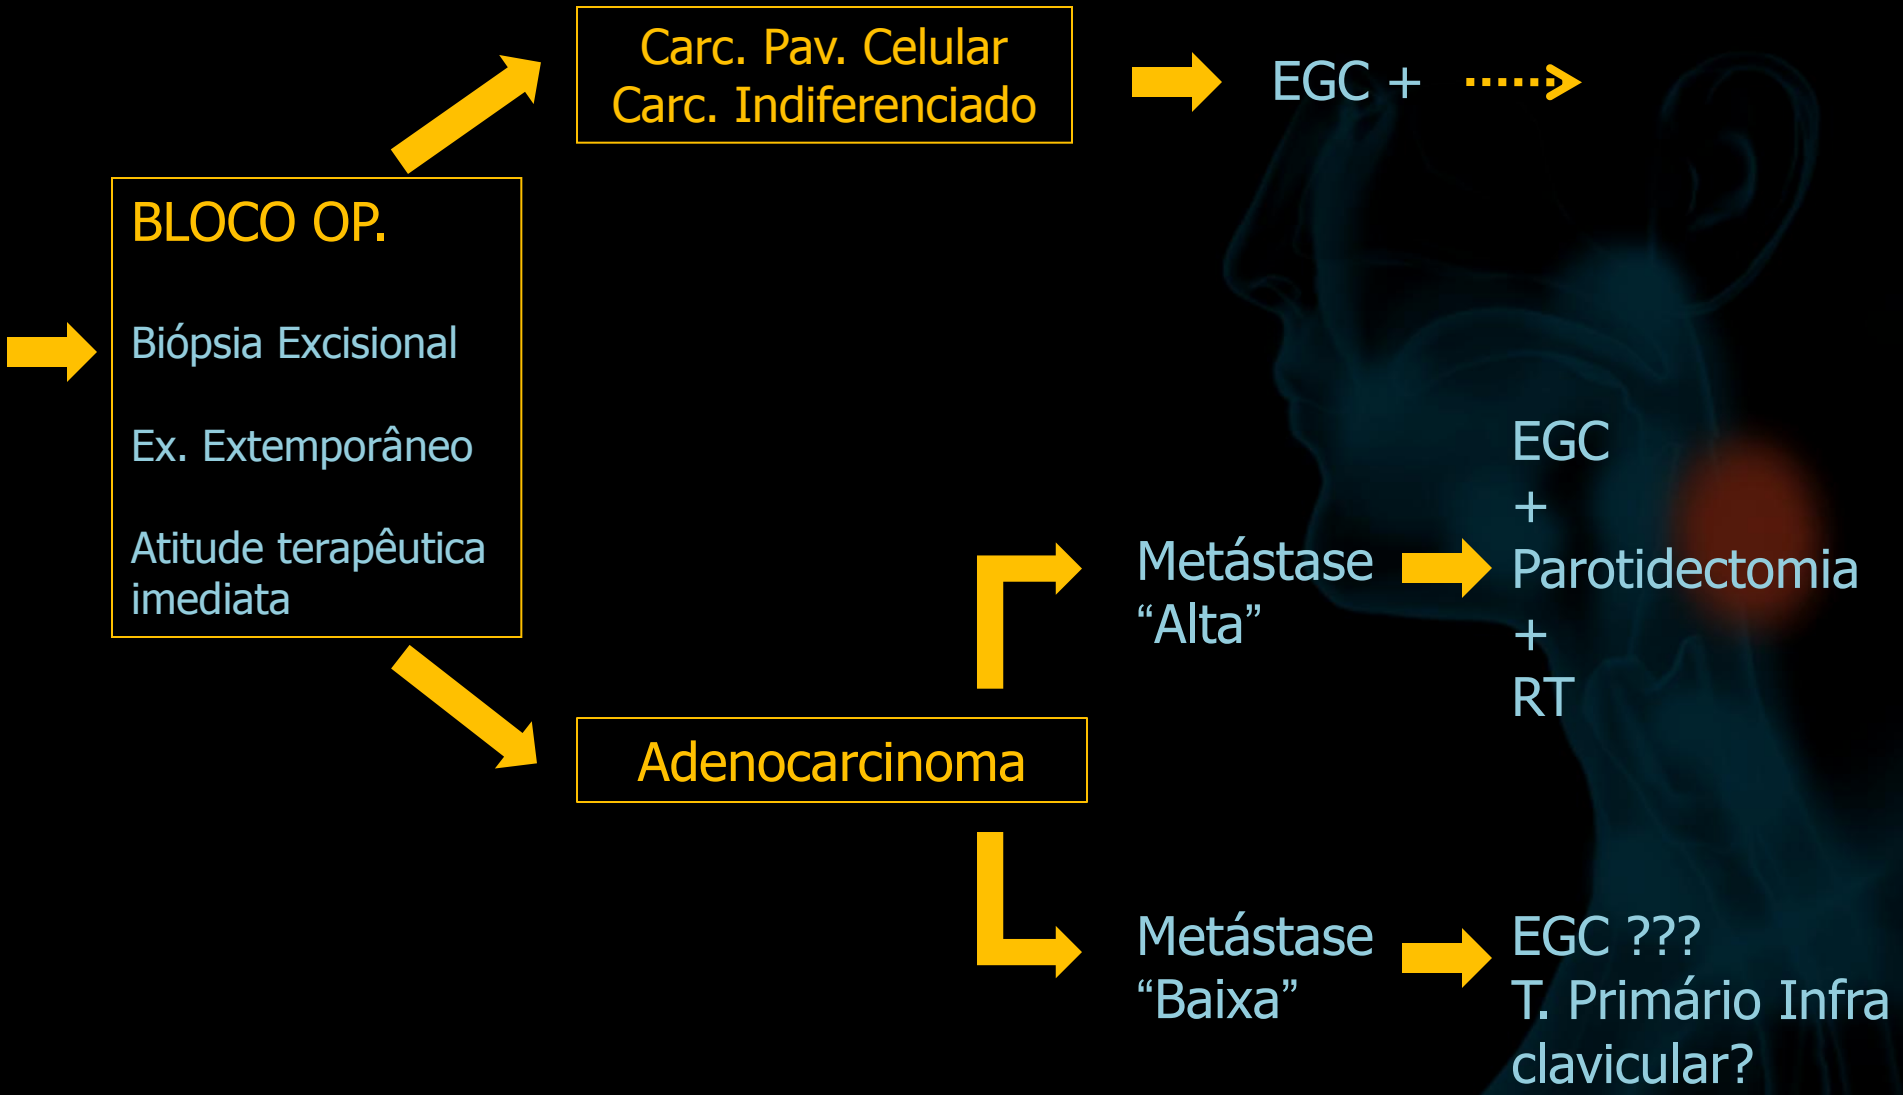 Carc. Pav. Celular
Carc. Indiferenciado
EGC +
BLOCO OP.
Biópsia Excisional
Ex. Extemporâneo
Atitude terapêutica
imediata
Adenocarcinoma
Metástase
“Alta”
EGC
+
Parotidectomia
+
RT
Metástase
“Baixa”
EGC ???
T. Primário Infra
clavicular?